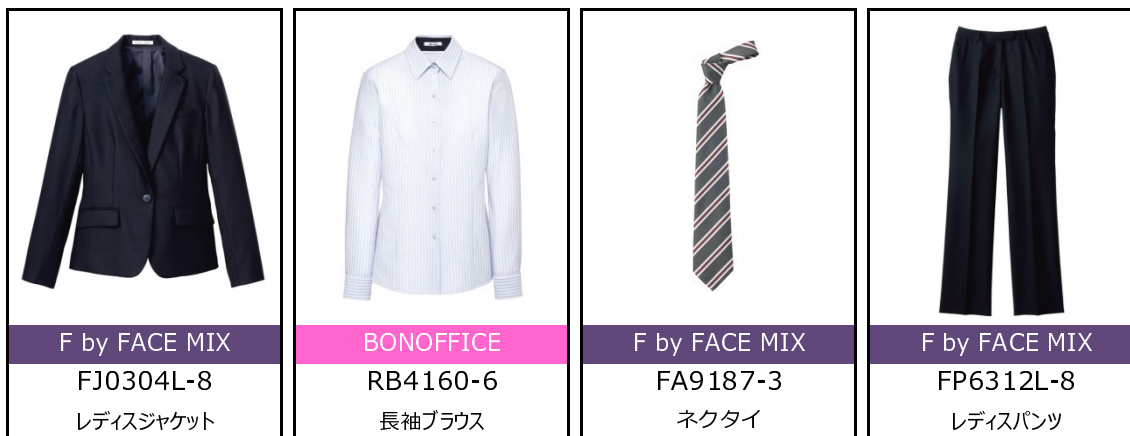 F by FACE MIX
FJ0304L-8
レディスジャケット
BONOFFICE
RB4160-6
長袖ブラウス
F by FACE MIX
FA9187-3
ネクタイ
F by FACE MIX
FP6312L-8
レディスパンツ